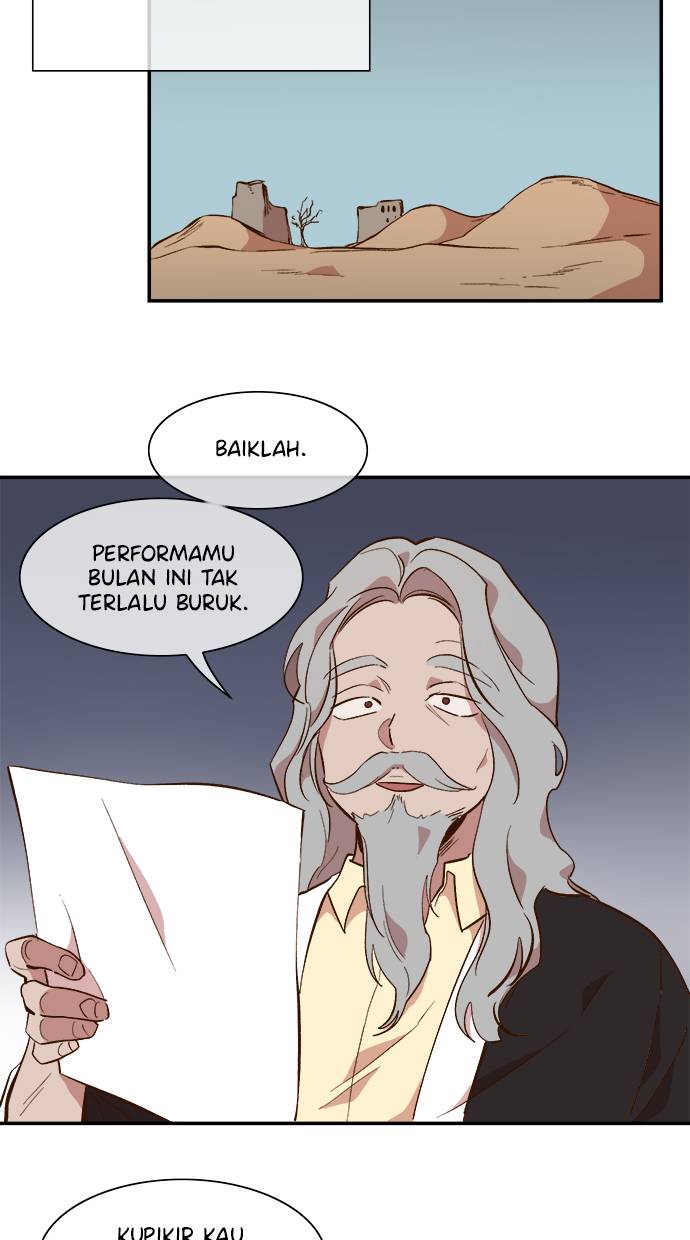 BAIKLAH.
PERFORMAMU
BULAN INI TAK
TERLALU BURUK.
KUPIKIR KAU